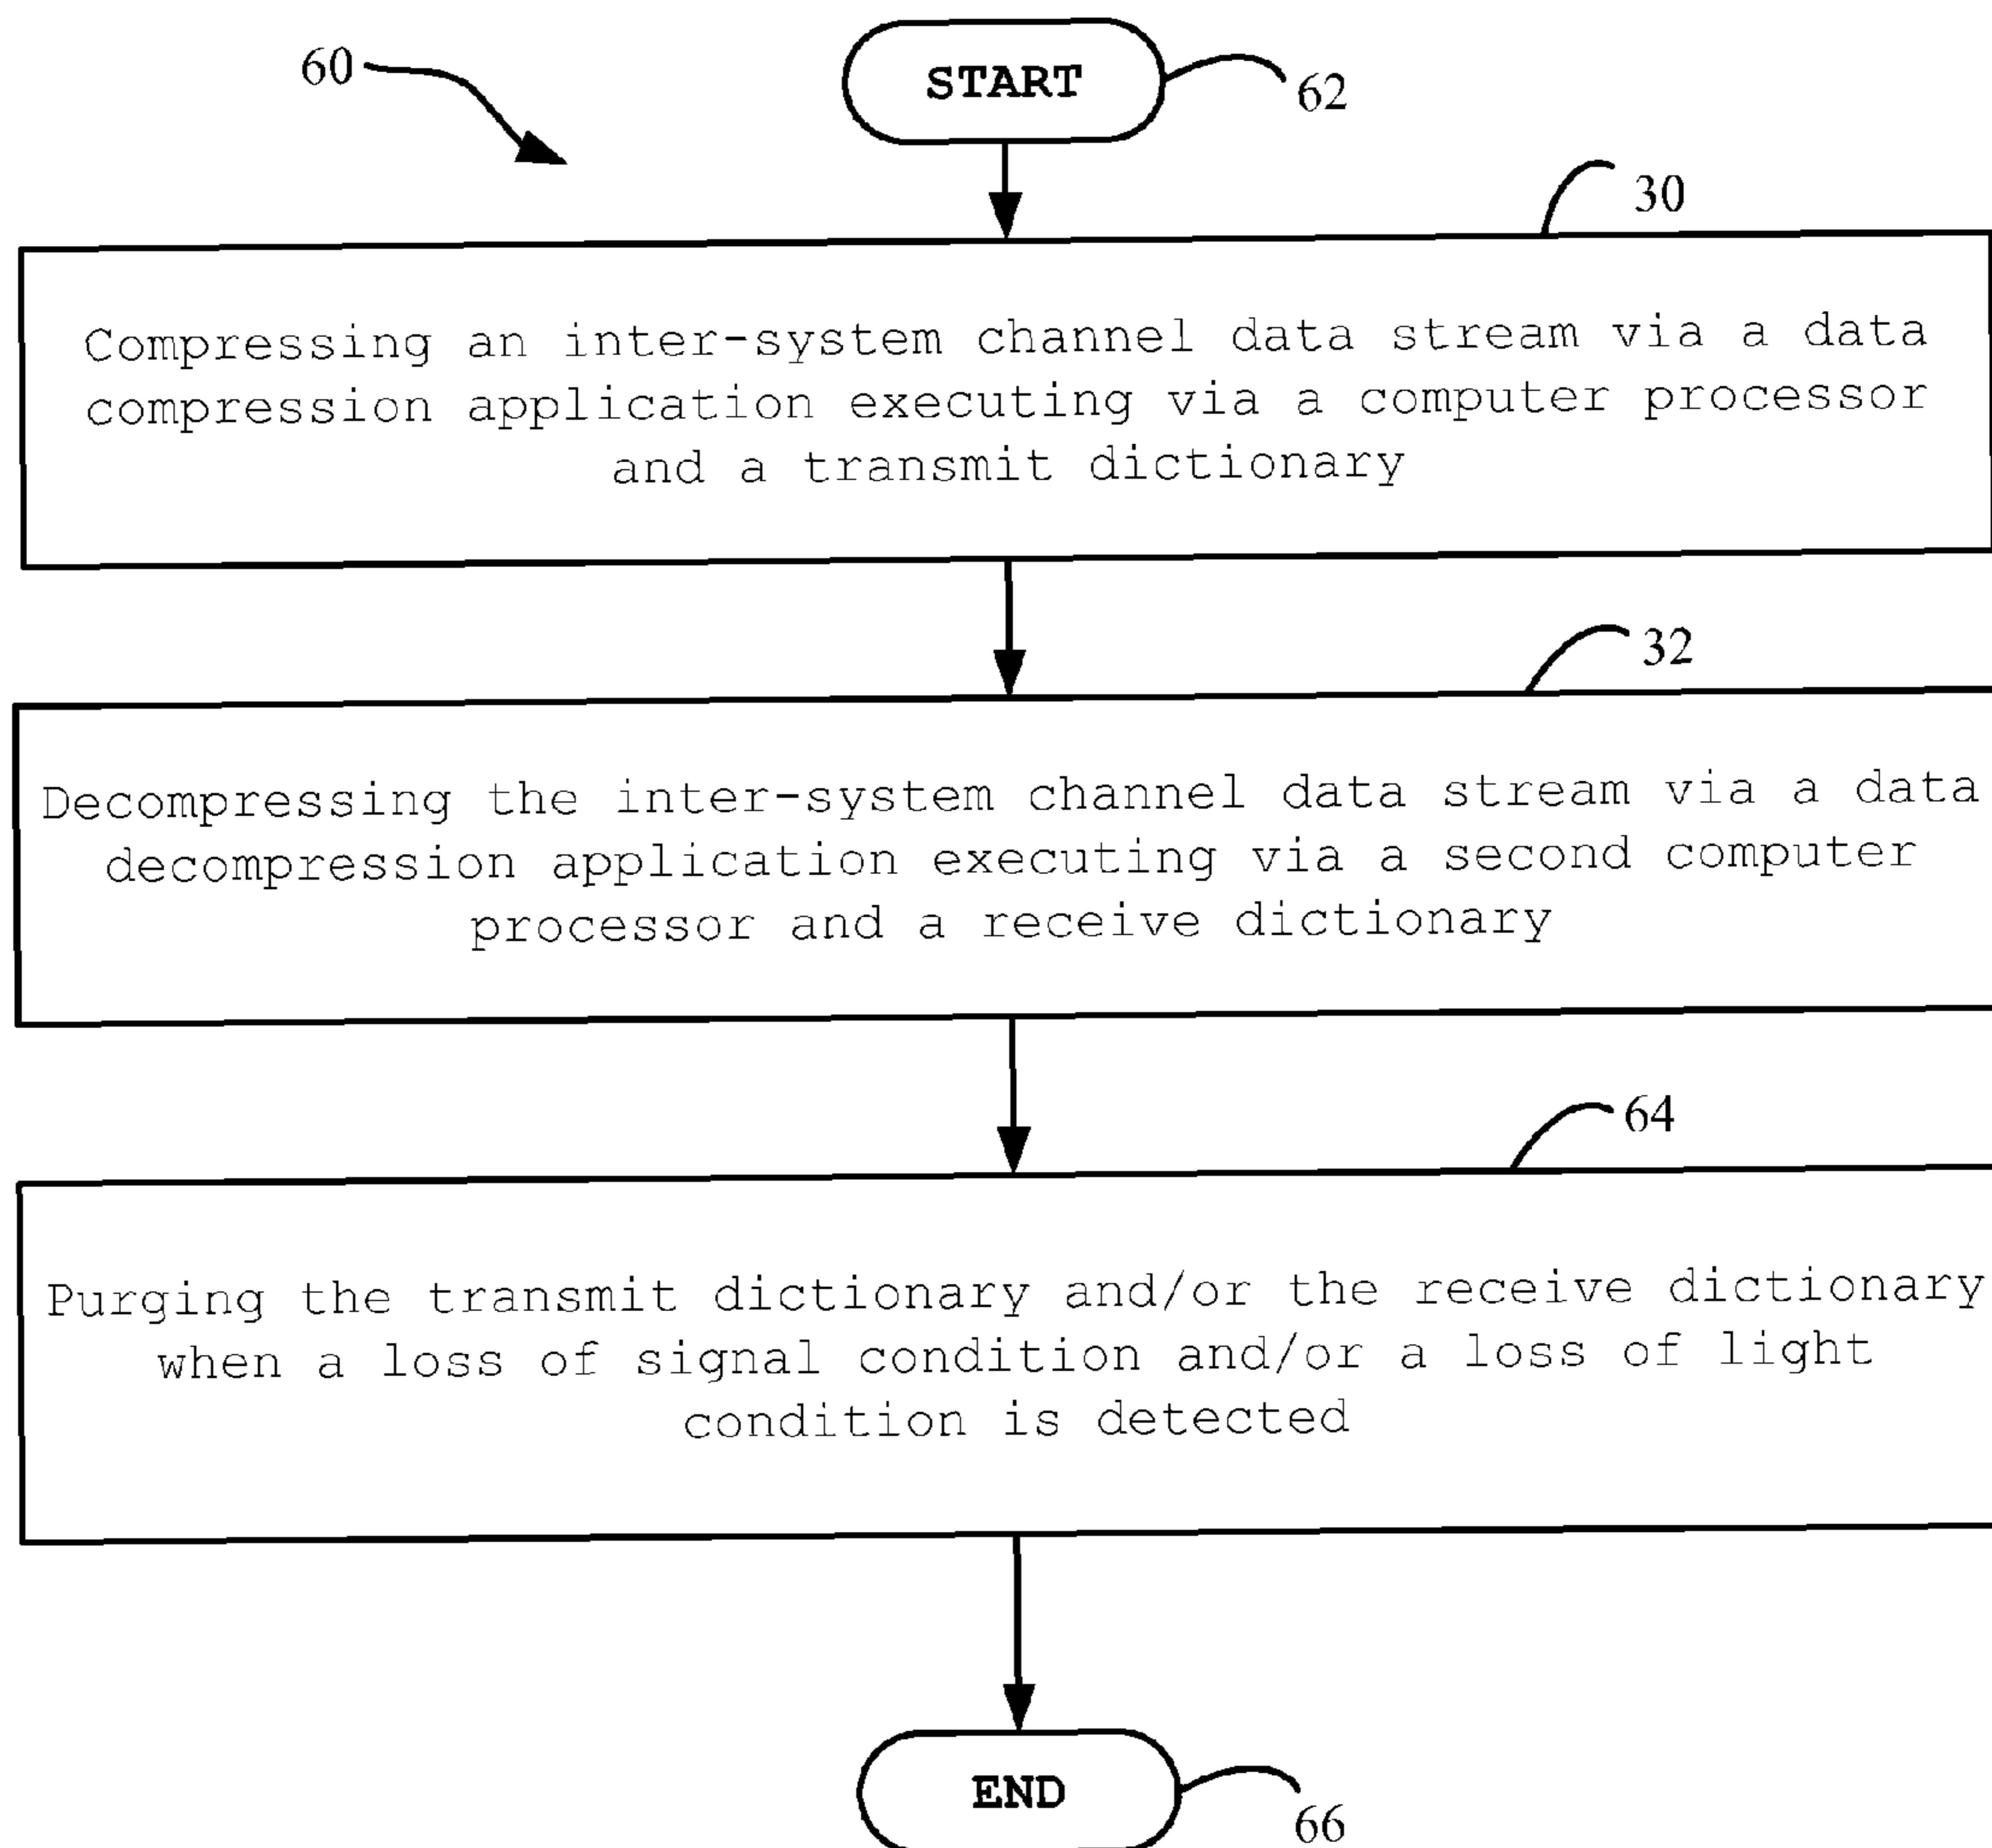 60
START
62
30
Compressing an inter-system channel data stream via a data
compression application executing via a computer processor
and a transmit dictionary
32
Decompressing the inter-system channel data stream via a data
decompression application executing via a second computer
processor and a receive dictionary
64
Purging the transmit dictionary and/or the receive dictionary
when a loss of signal condition and/or a loss of light
condition is detected
END
66